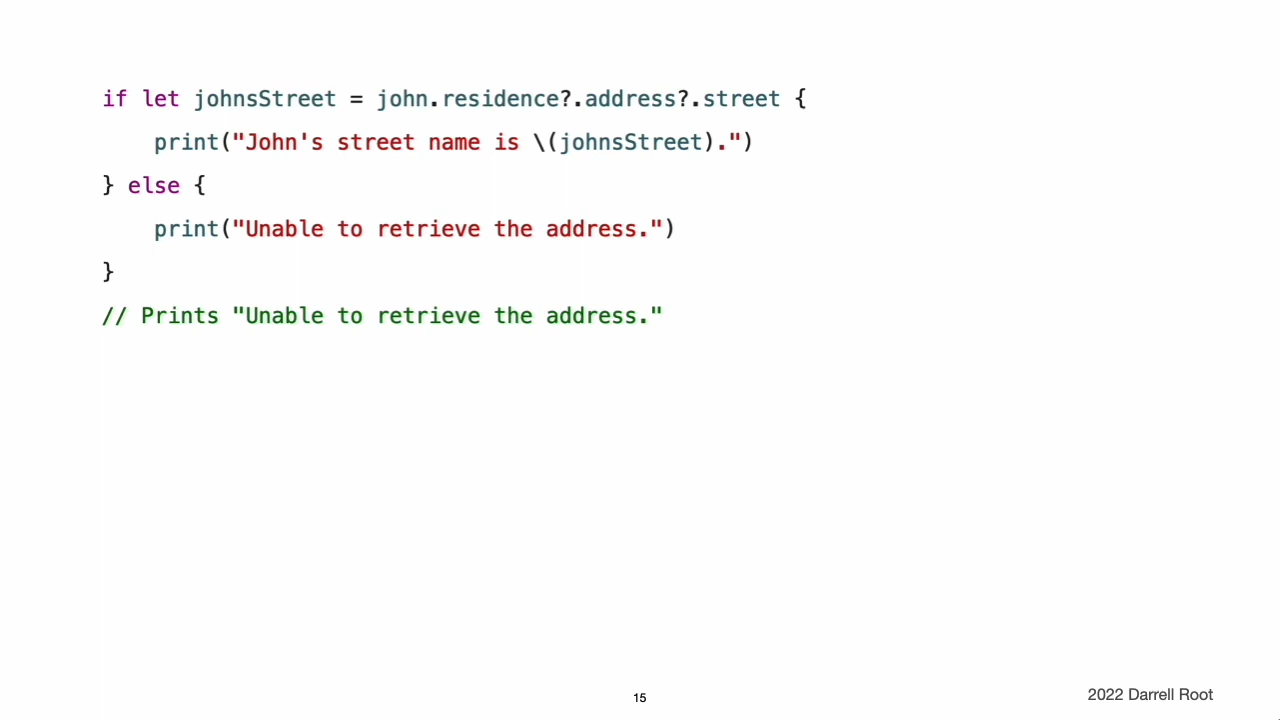 if let johnsStreet = john.residence?.address?.street {
    print("John's street name is \(johnsStreet).")
} else {
    print("Unable to retrieve the address.")
}
// Prints "Unable to retrieve the address."
15
2022 Darrell Root